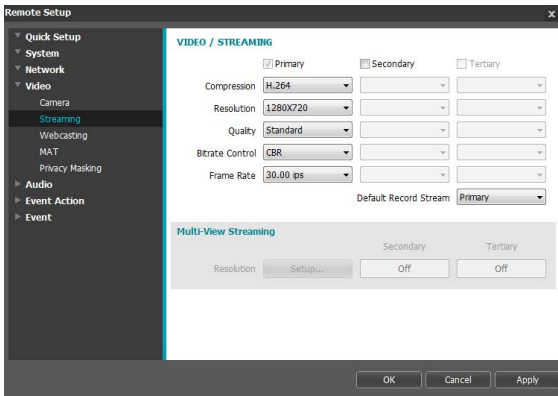 Remote Setup x
Quick Setup
System
Network
Video
Camera
Streaming
Webcasting
MAT
Privacy Masking
Audio
Event Action
Event
VIDEO / STREAMING
Primary Secondary Tertiary
Compression H.264
Resolution 1280X720
Quality Standard
Bitrate Control CBR
Frame Rate 30.00 ips
Default Record Stream Primary
Multi-View Streaming
Secondary Tertiary
Resolution Setup... Off Off
OK Cancel Apply